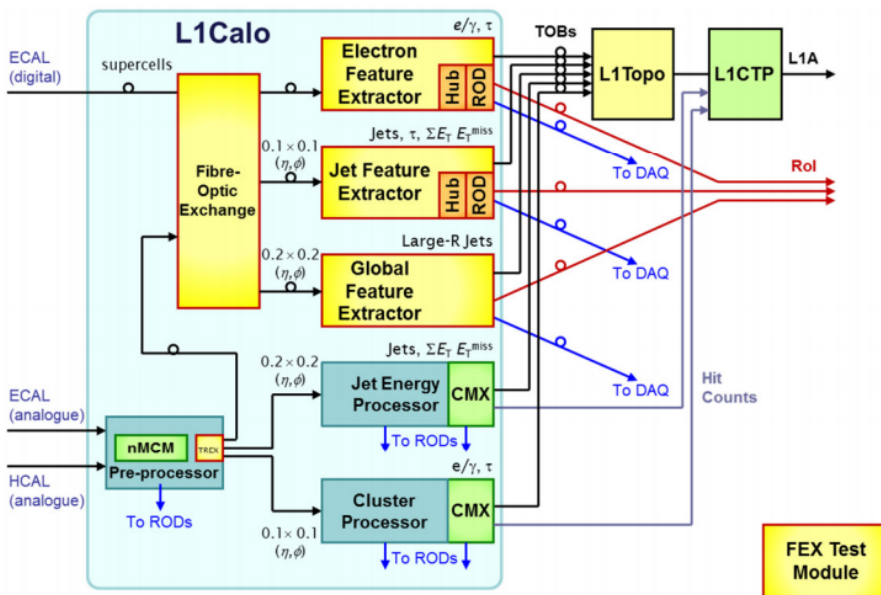 L1Calo
ECAL
(digital)
supercells
Fibre-
Optic
Exchange
e/γ, τ
Electron
Feature
Extractor
Hub
ROD
0.1×0.1
(η,ϕ)
Jets, τ, ΣE_T E_T^miss
Jet Feature
Extractor
Hub
ROD
0.2×0.2
(η,ϕ)
Large-R Jets
Global
Feature
Extractor
TOBs
L1Topo
L1CTP
L1A
To DAQ
RoI
To DAQ
To DAQ
Hit
Counts
ECAL
(analogue)
HCAL
(analogue)
nMCM
TREX
Pre-processor
To RODs
0.2×0.2
(η,ϕ)
Jets, ΣE_T E_T^miss
Jet Energy
Processor
CMX
To RODs
e/γ, τ
Cluster
Processor
CMX
0.1×0.1
(η,ϕ)
To RODs
FEX Test
Module